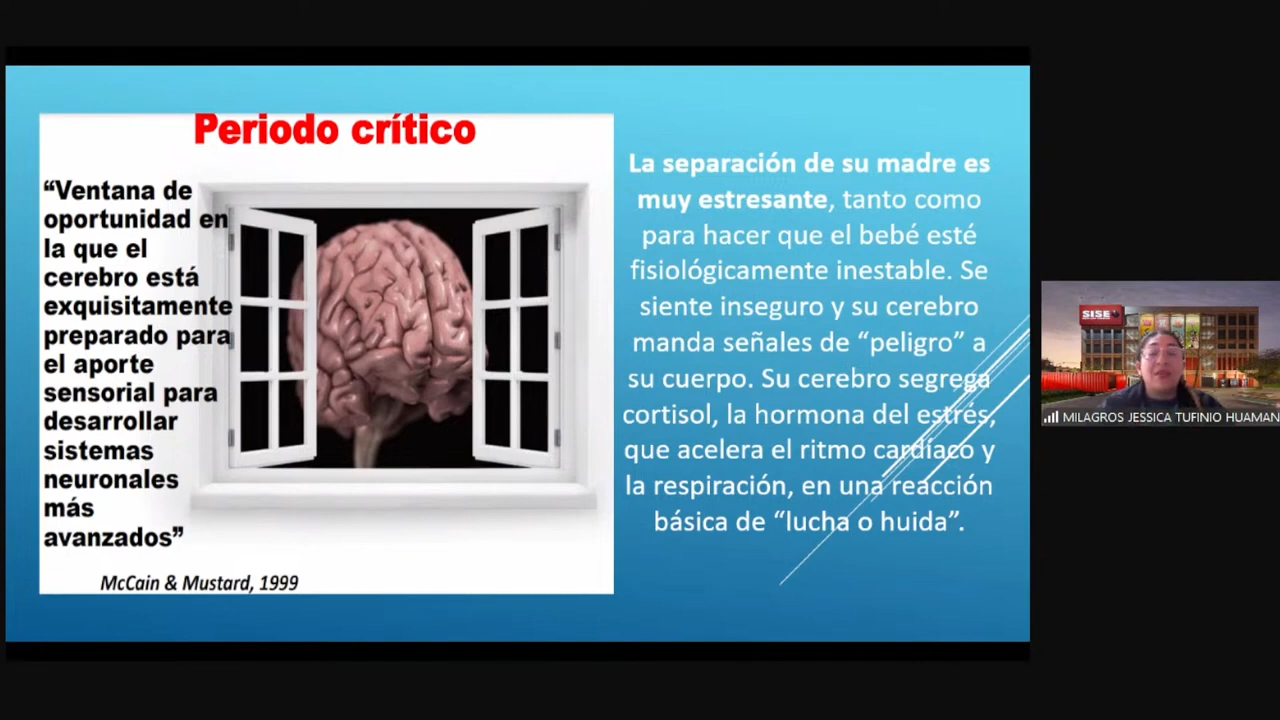 Periodo crítico
“Ventana de
oportunidad en
la que el
cerebro está
exquisitamente
preparado para
el aporte
sensorial para
desarrollar
sistemas
neuronales
más
avanzados”
McCain & Mustard, 1999
La separación de su madre es
muy estresante, tanto como
para hacer que el bebé esté
fisiológicamente inestable. Se
siente inseguro y su cerebro
manda señales de “peligro” a
su cuerpo. Su cerebro segrega
cortisol, la hormona del estrés,
que acelera el ritmo cardíaco y
la respiración, en una reacción
básica de “lucha o huida”.
SISE
MILAGROS JESSICA TUFINIO HUAMAN